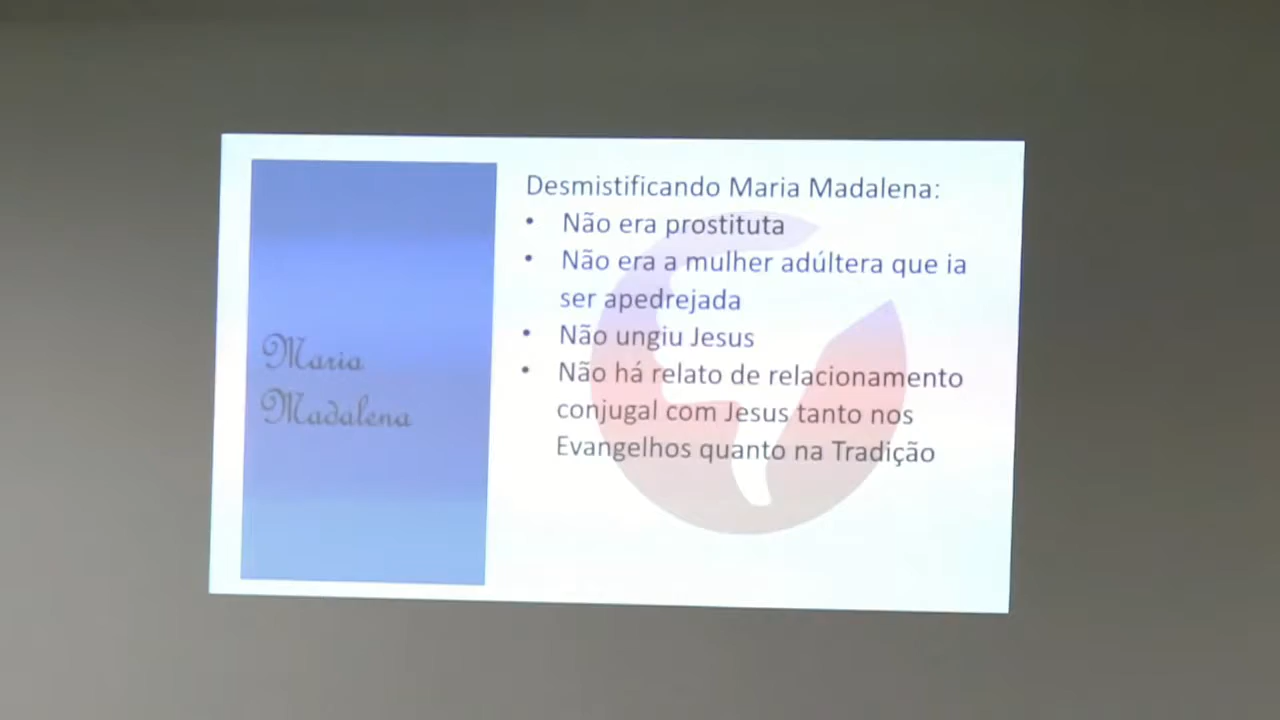 Maria
Madalena
Desmistificando Maria Madalena:
• Não era prostituta
• Não era a mulher adúltera que ia
ser apedrejada
• Não ungiu Jesus
• Não há relato de relacionamento
conjugal com Jesus tanto nos
Evangelhos quanto na Tradição